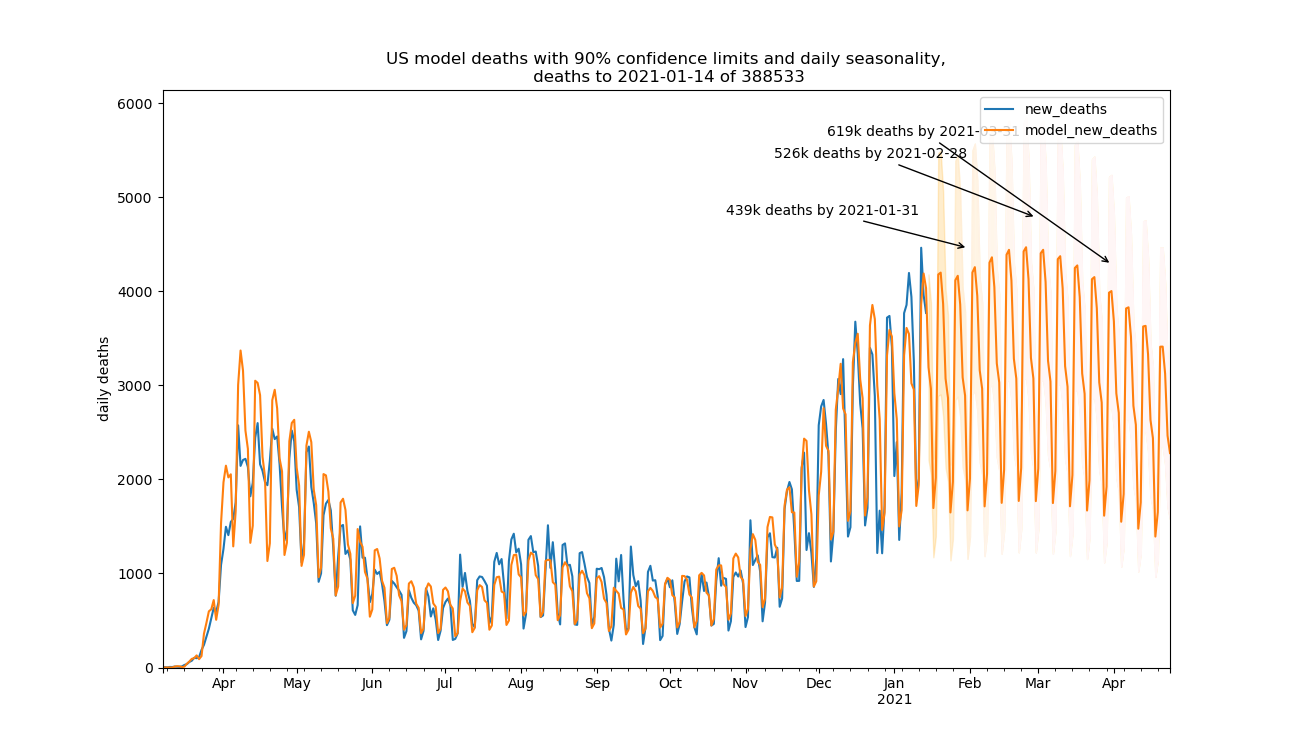 US model deaths with 90% confidence limits and daily seasonality,
deaths to 2021-01-14 of 388533
6000
5000
4000
3000
2000
1000
0
daily deaths
new_deaths
model_new_deaths
619k deaths by 2021-03-31
526k deaths by 2021-02-28
439k deaths by 2021-01-31
Apr May Jun Jul Aug Sep Oct Nov Dec Jan Feb Mar Apr
2021